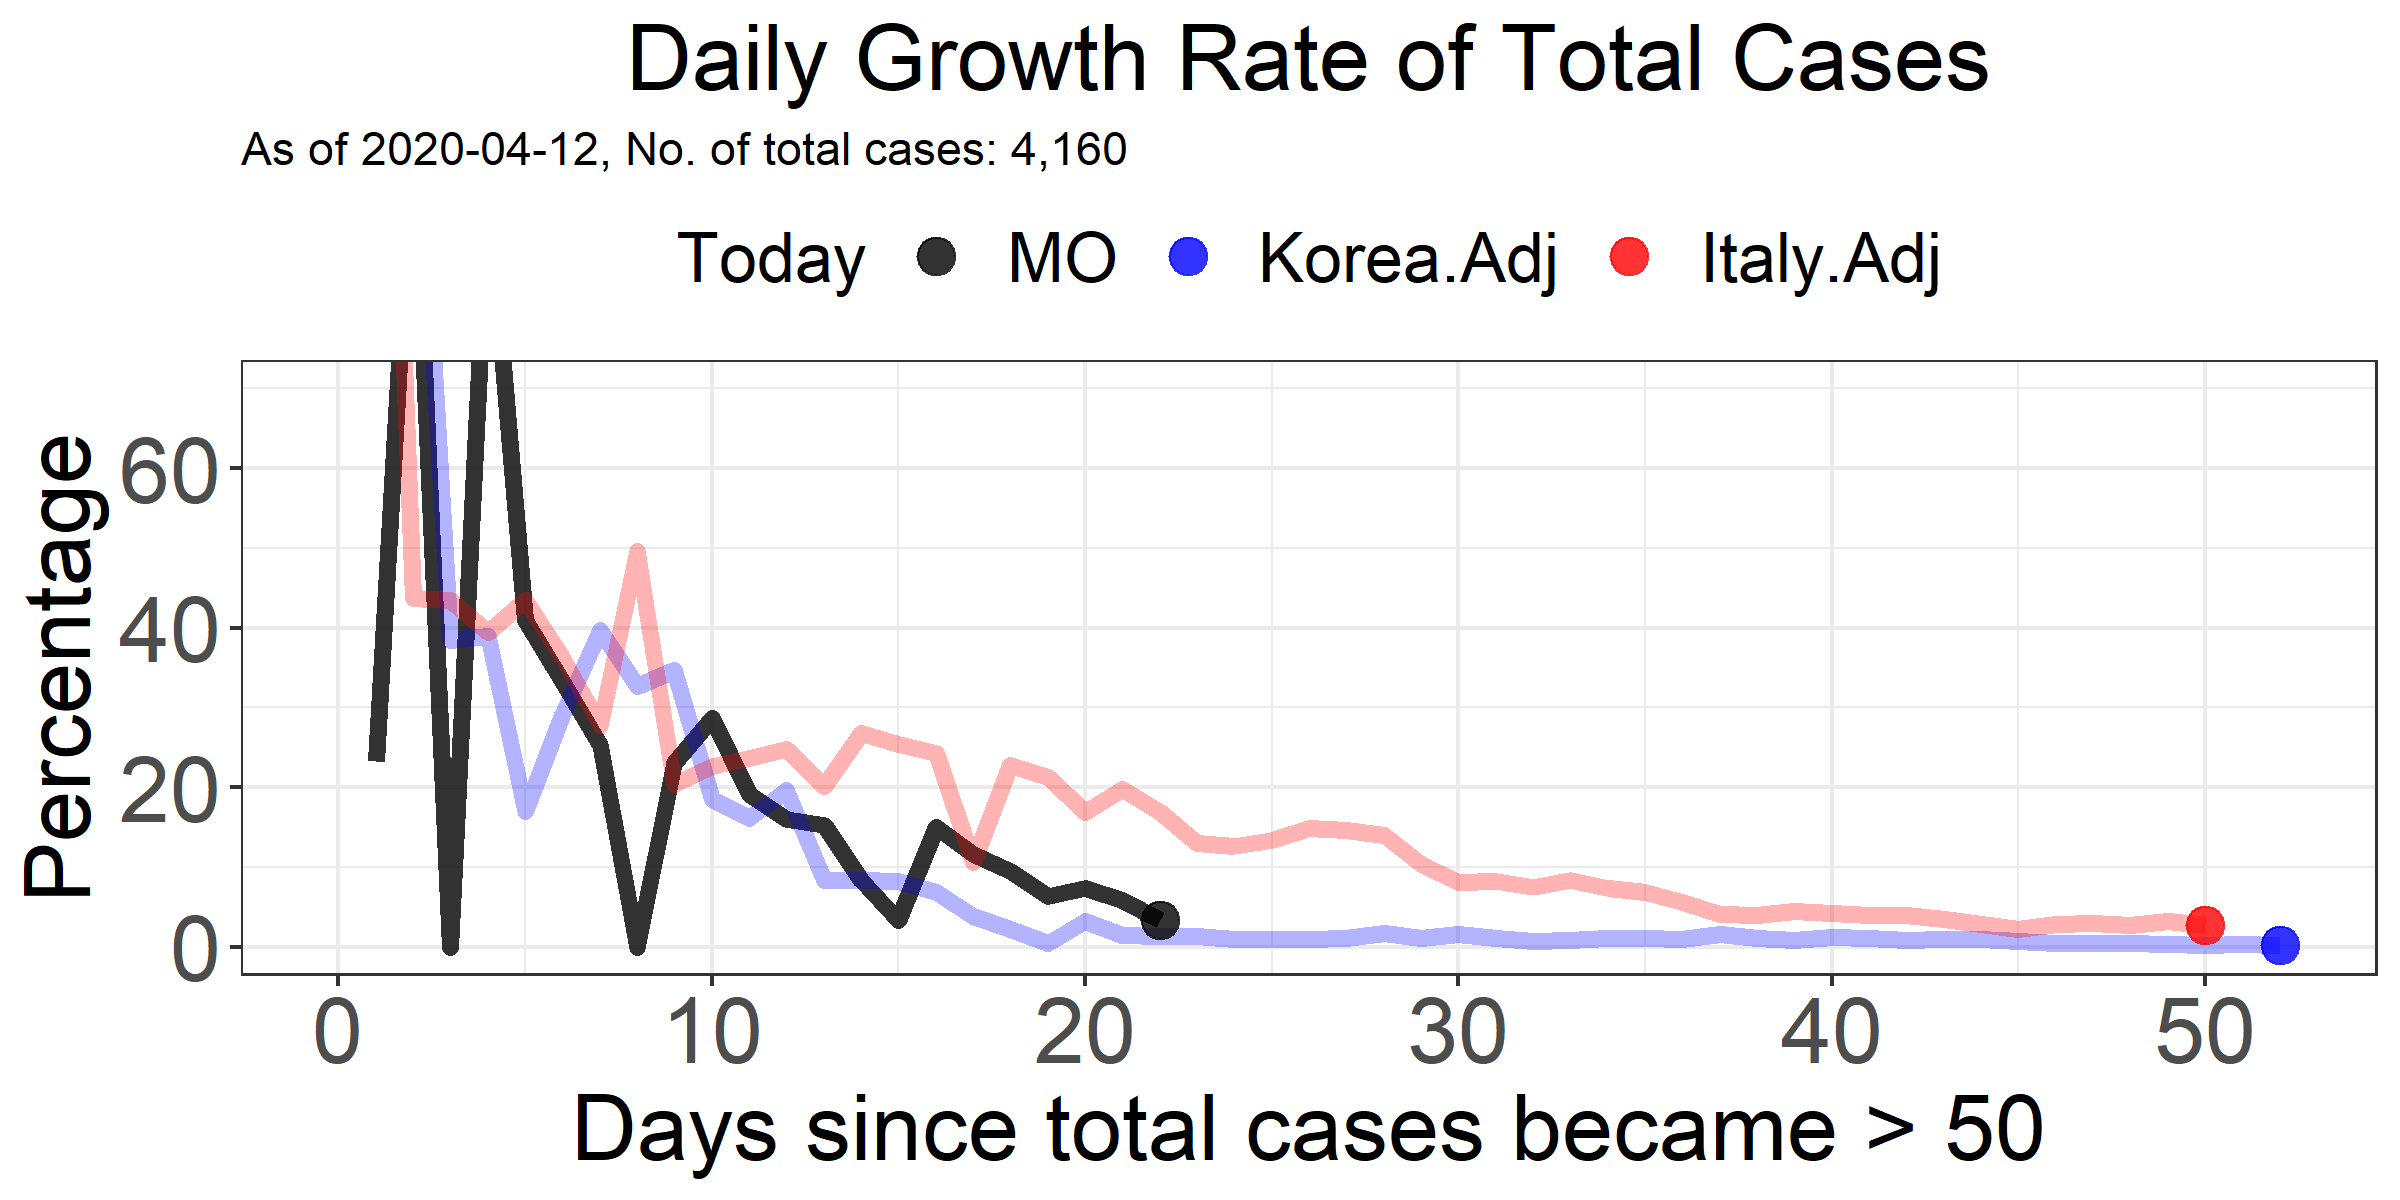 Daily Growth Rate of Total Cases
As of 2020-04-12, No. of total cases: 4,160
Today MO Korea.Adj Italy.Adj
Percentage
60
40
20
0
0 10 20 30 40 50
Days since total cases became > 50